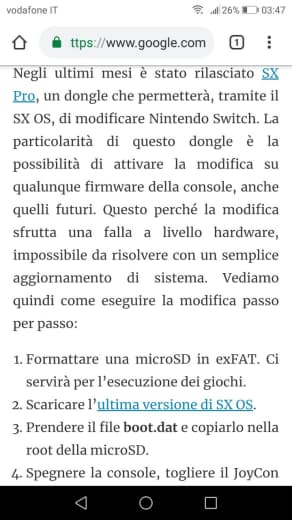 vodafone IT 26% 03:47
ttps://www.google.com 1
Negli ultimi mesi è stato rilasciato SX
Pro, un dongle che permetterà, tramite il
SX OS, di modificare Nintendo Switch. La
particolarità di questo dongle è la
possibilità di attivare la modifica su
qualunque firmware della console, anche
quelli futuri. Questo perché la modifica
sfrutta una falla a livello hardware,
impossibile da risolvere con un semplice
aggiornamento di sistema. Vediamo
quindi come eseguire la modifica passo
per passo:
1. Formattare una microSD in exFAT. Ci
servirà per l'esecuzione dei giochi.
2. Scaricare l'ultima versione di SX OS.
3. Prendere il file boot.dat e copiarlo nella
root della microSD.
4. Spegnere la console, togliere il JoyCon